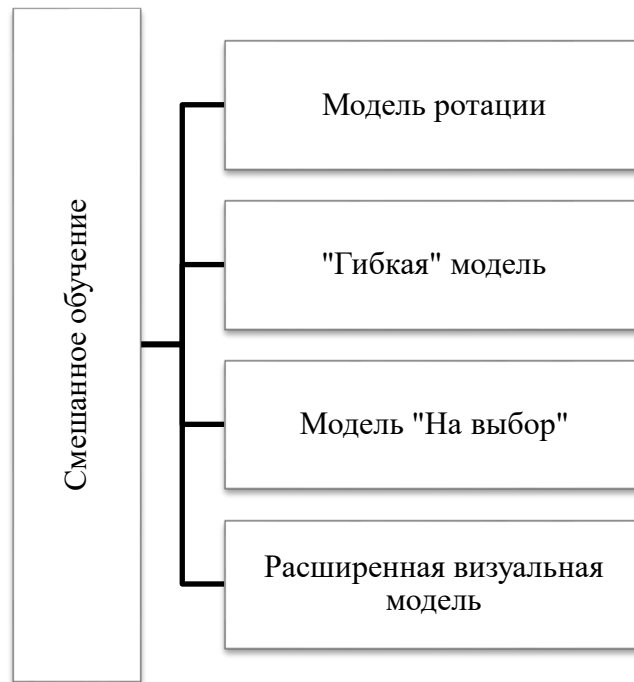 Смешанное обучение
Модель ротации
"Гибкая" модель
Модель "На выбор"
Расширенная визуальная
модель